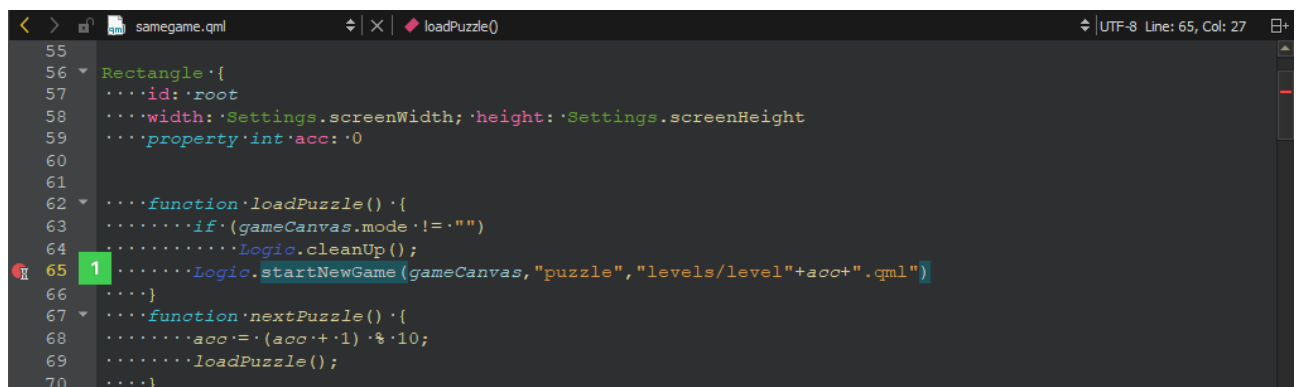 samegame.qml loadPuzzle() UTF-8 Line: 65, Col: 27
55
56 Rectangle·{
57 ····id:·root
58 ····width:·Settings.screenWidth;·height:·Settings.screenHeight
59 ····property·int·acc:·0
60
61
62 ····function·loadPuzzle()·{
63 ········if·(gameCanvas.mode·!=·"")
64 ············Logic.cleanUp();
65 1 ·······Logic.startNewGame(gameCanvas,"puzzle","levels/level"+acc+".qml")
66 ····}
67 ····function·nextPuzzle()·{
68 ········acc·=·(acc·+·1)·%·10;
69 ········loadPuzzle();
70 ····}